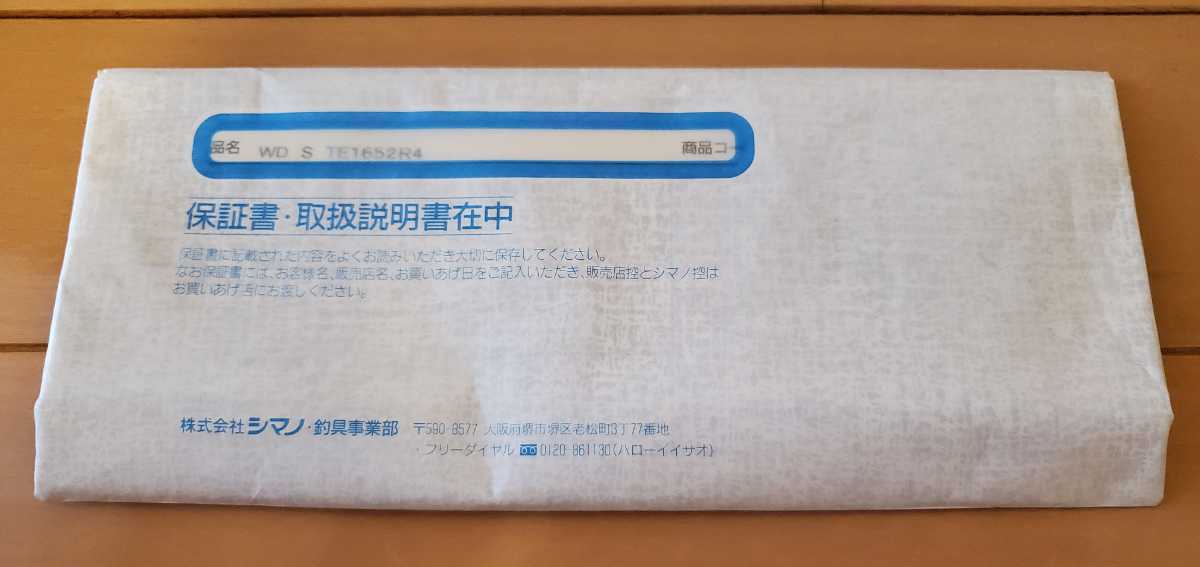 品名 WD S TE1652R4 商品コー
保証書・取扱説明書在中
保証書に記載された内容をよくお読みいただき大切に保存してください。
なお保証書には、お客様名、販売店名、お買いあげ日をご記入いただき、販売店控とシマノ控は
お買いあげ店にお渡しください。
株式会社 シマノ・釣具事業部 〒590-8577 大阪府堺市堺区老松町3丁77番地
・フリーダイヤル 0120-861130(ハローイイサオ)